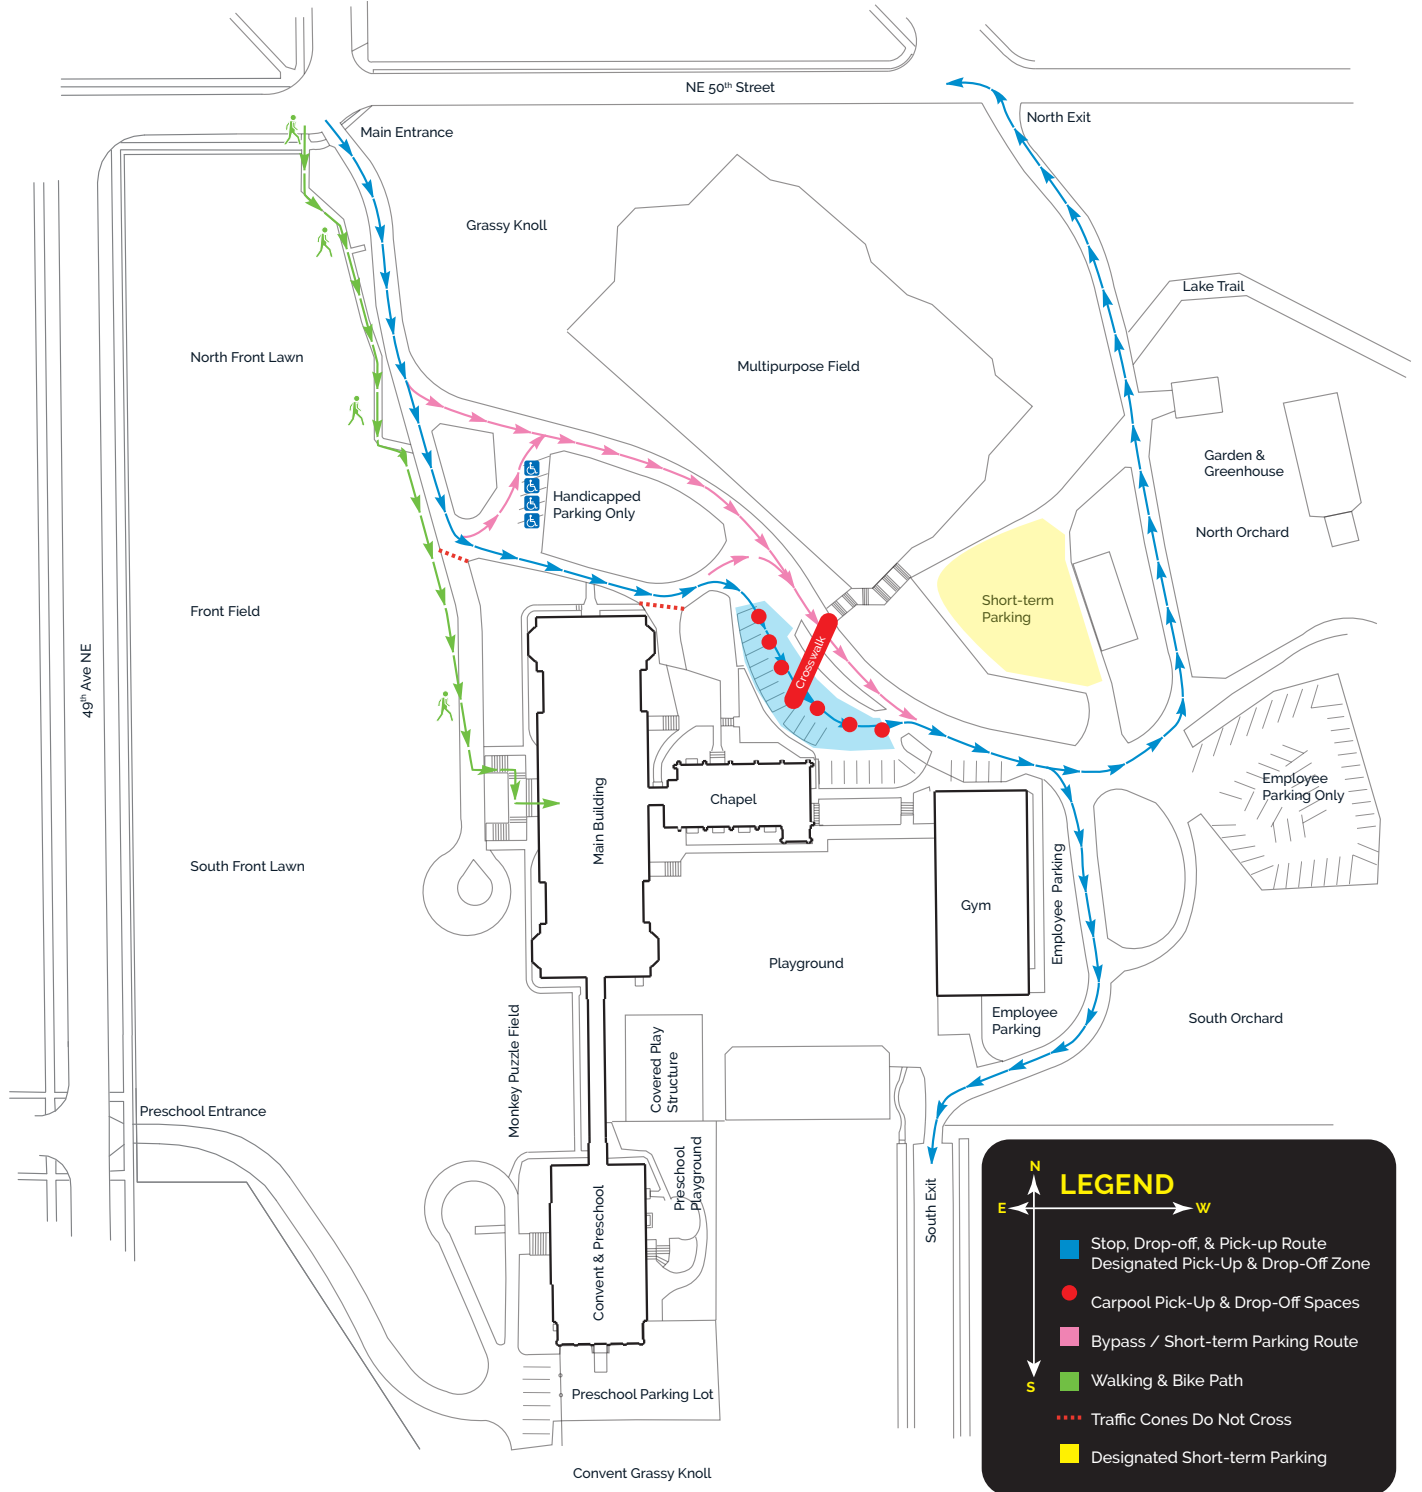 NE 50th Street
Main Entrance
North Exit
Grassy Knoll
Lake Trail
North Front Lawn
Multipurpose Field
Garden &
Greenhouse
Handicapped
Parking Only
North Orchard
Short-term
Parking
Front Field
Crosswalk
49th Ave NE
Employee
Parking Only
Main Building
Chapel
South Front Lawn
Gym
Employee Parking
Playground
Employee
Parking
South Orchard
Monkey Puzzle Field
Covered Play
Structure
Preschool Entrance
Preschool
Playground
South Exit
Convent & Preschool
Preschool Parking Lot
Convent Grassy Knoll
N
E
W
S
LEGEND
Stop, Drop-off, & Pick-up Route
Designated Pick-Up & Drop-Off Zone
Carpool Pick-Up & Drop-Off Spaces
Bypass / Short-term Parking Route
Walking & Bike Path
Traffic Cones Do Not Cross
Designated Short-term Parking